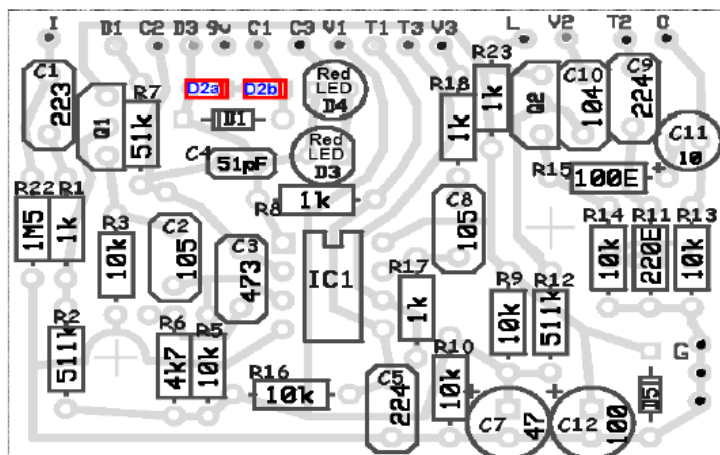 I D1 C2 D3 9v C1 C3 V1 T1 T3 V3 L V2 T2 O
C1 223
Q1
R7 51k
D2a D2b
D1
Red LED D4
Red LED D3
C4 51pF
R8 1k
R18 1k
R23 1k
Q2
C10 104
C9 224
C11 10
R15 100E
R22 1M5
R1 1k
R3 10k
C2 105
C3 473
IC1
C8 105
R14 10k
R11 220E
R13 10k
R17 1k
R9 10k
R12 511k
R2 511k
R6 4k7
R5 10k
R16 10k
C5 224
R10 10k
C7 47
C12 100
D5
G